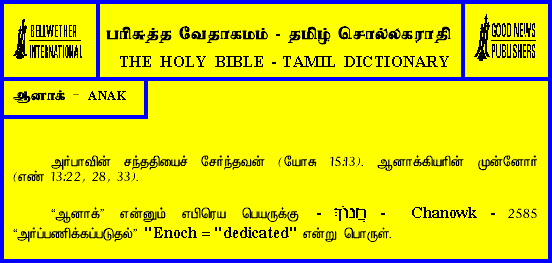 BELLWETHER
INTERNATIONAL
பரிசுத்த வேதாகமம் - தமிழ் சொல்லகராதி
THE HOLY BIBLE - TAMIL DICTIONARY
GOOD NEWS
PUBLISHERS
ஆனாக் - ANAK
அர்பாவின் சந்ததியைச் சேர்ந்தவன் (யோசு 15:13). ஆனாக்கியரின் முன்னோர்
(எண் 13:22, 28, 33).
“ஆனாக்” என்னும் எபிரெய பெயருக்கு - חֲנֹךְ - Chanowk - 2585
“அர்ப்பணிக்கப்படுதல்” "Enoch = "dedicated" என்று பொருள்.